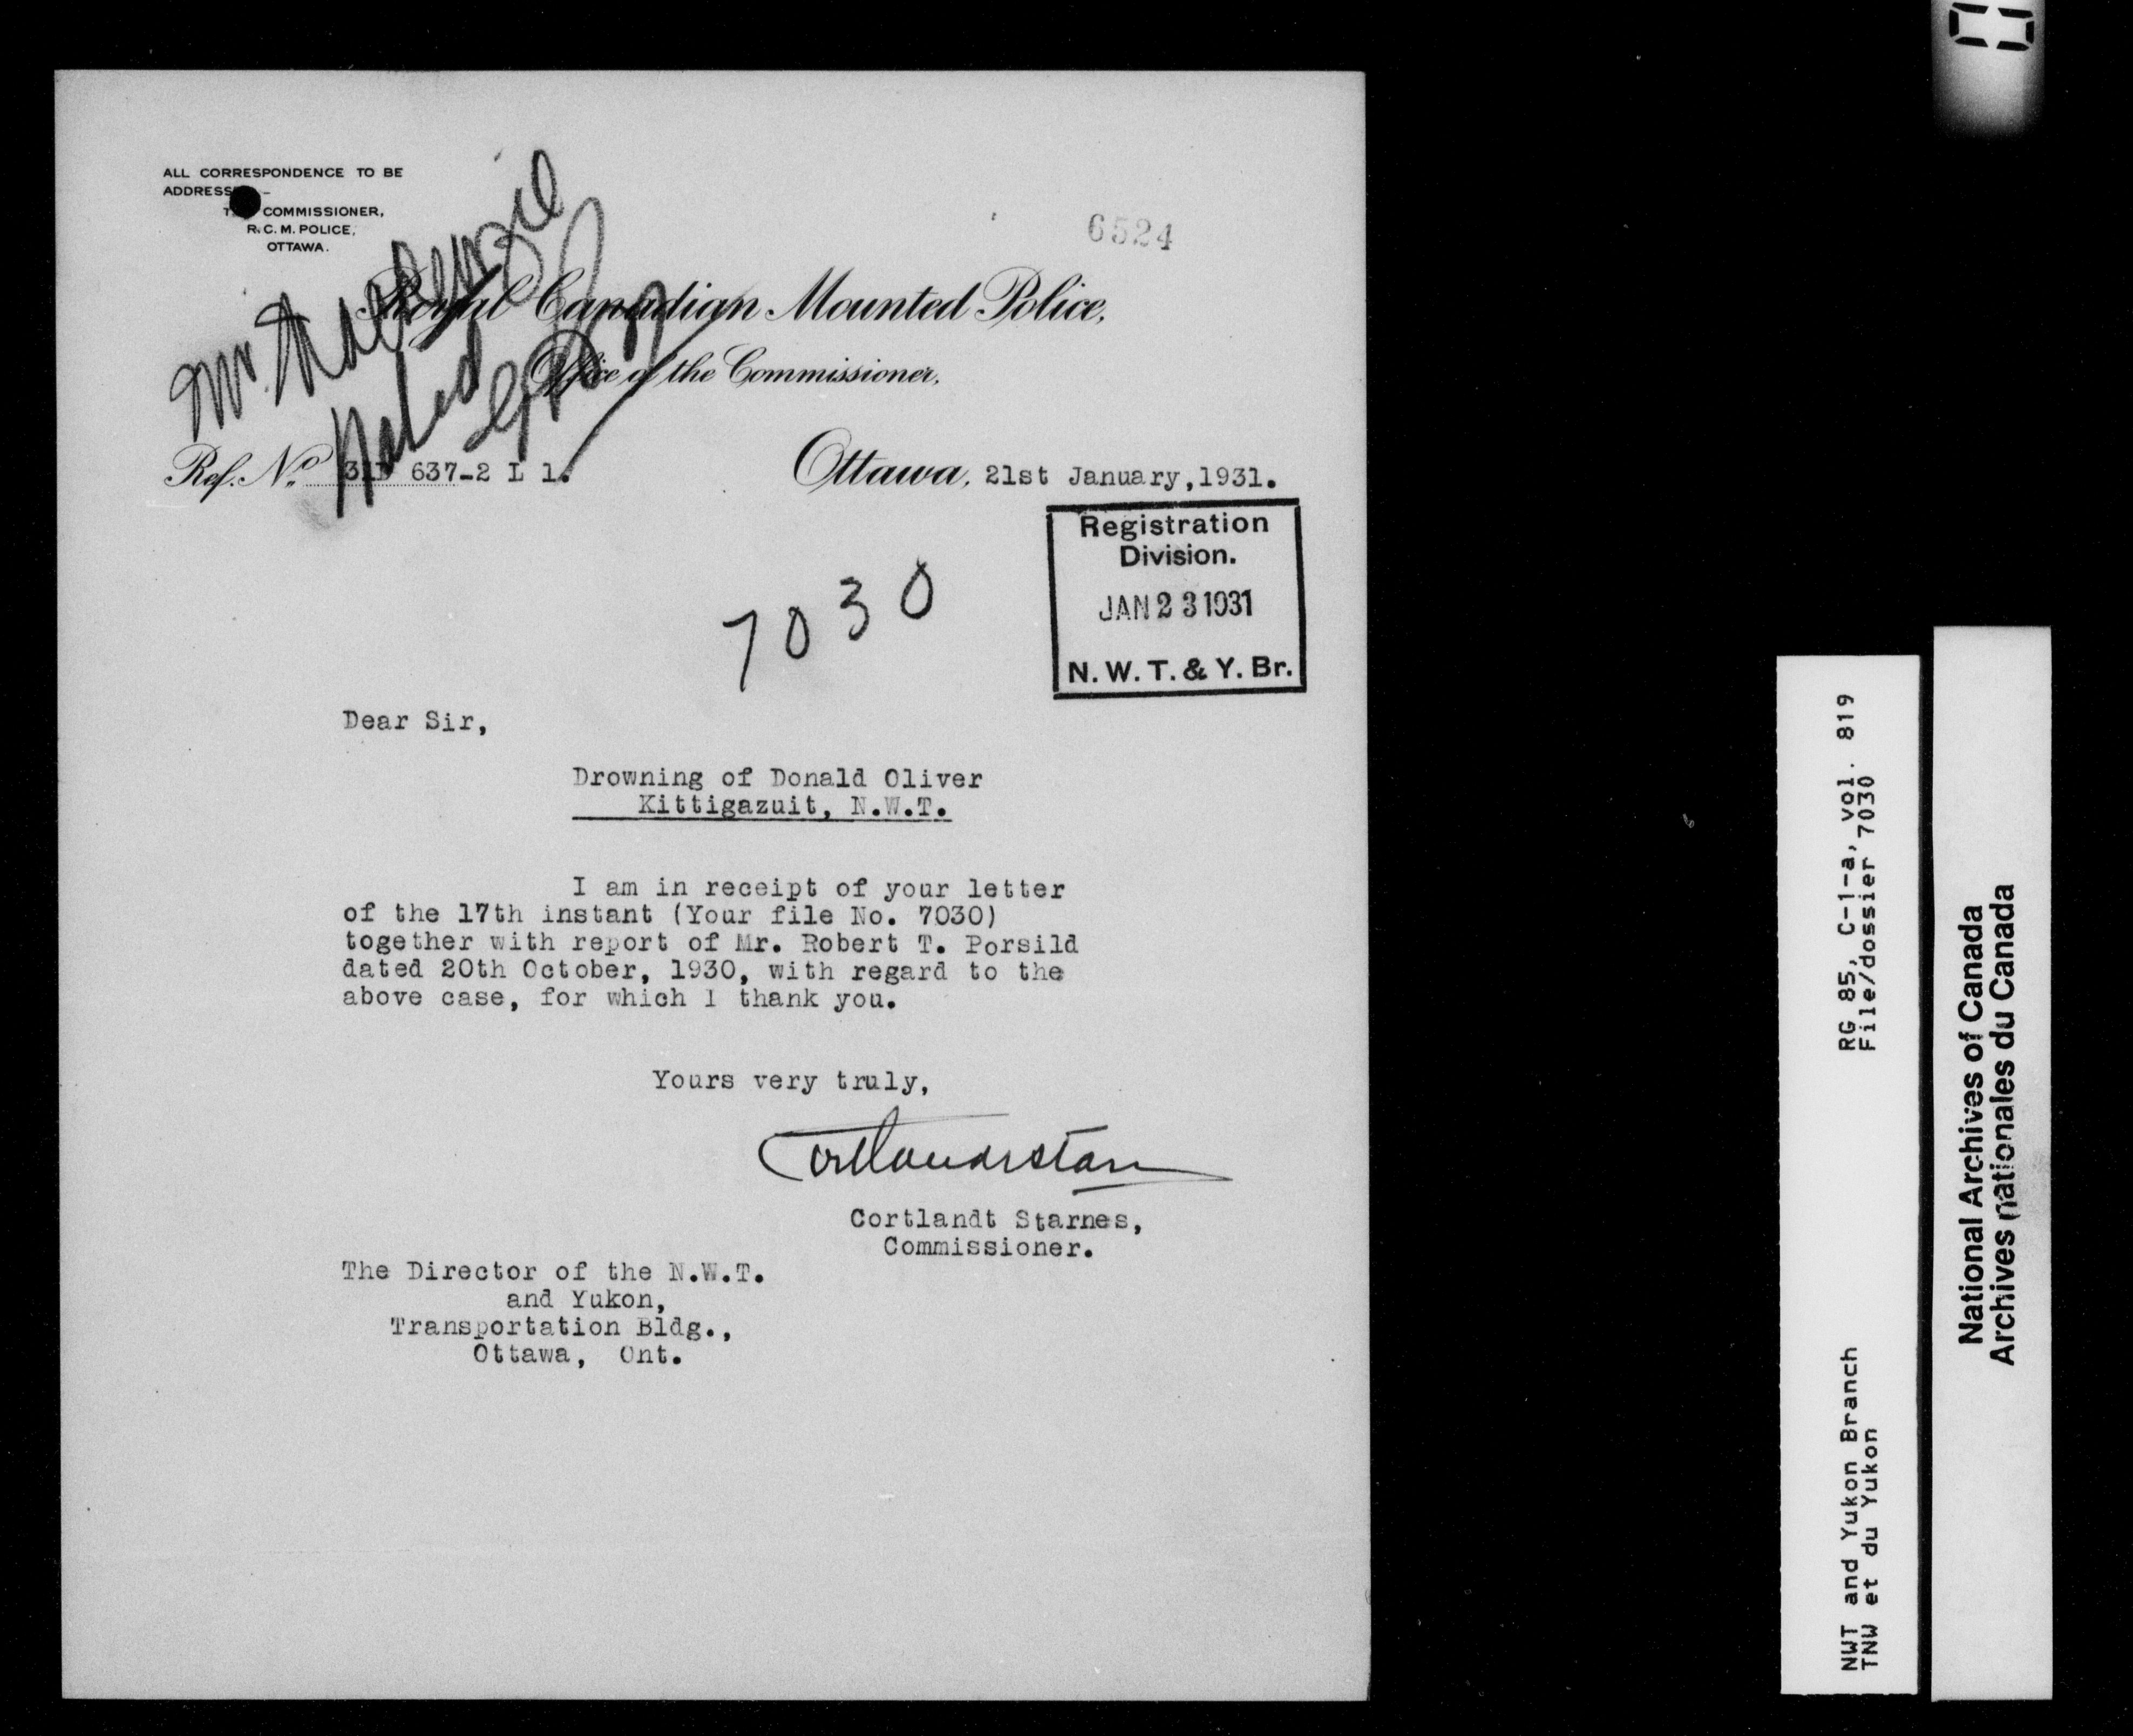 ALL CORRESPONDENCE TO BE
COMMISSIONER,
R.C.M. POLICE,
OTTAWA.
6524
Mr. Mackenzie
Noted
Royal Canadian Mounted Police,
Office of the Commissioner.
Ref. No. 637-2 L 1.
Ottawa, 21st January, 1931.
Registration
Division.
JAN 23 1931
N. W. T. & Y. Br.
7030
Dear Sir,
Drowning of Donald Oliver
Kittigazuit, N.W.T.
I am in receipt of your letter
of the 17th instant (Your file No. 7030)
together with report of Mr. Robert T. Porsild
dated 20th October, 1930, with regard to the
above case, for which I thank you.
Yours very truly,
Cortlandt Starnes,
Commissioner.
The Director of the N.W.T.
and Yukon,
Transportation Bldg.,
Ottawa, Ont.
RG 85, C-1-a, vol. 819
File/dossier 7030
NWT and Yukon Branch
TNW et du Yukon
National Archives of Canada
Archives nationales du Canada